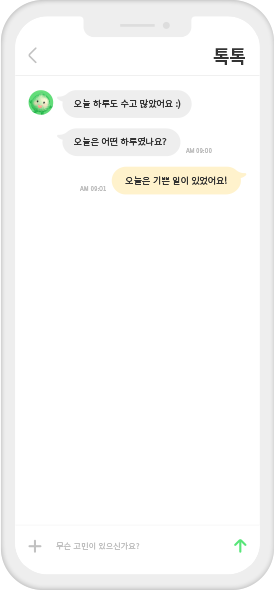 톡톡
오늘 하루도 수고 많았어요 :)
오늘은 어떤 하루였나요?
AM 09:00
오늘은 기쁜 일이 있었어요!
AM 09:01
무슨 고민이 있으신가요?